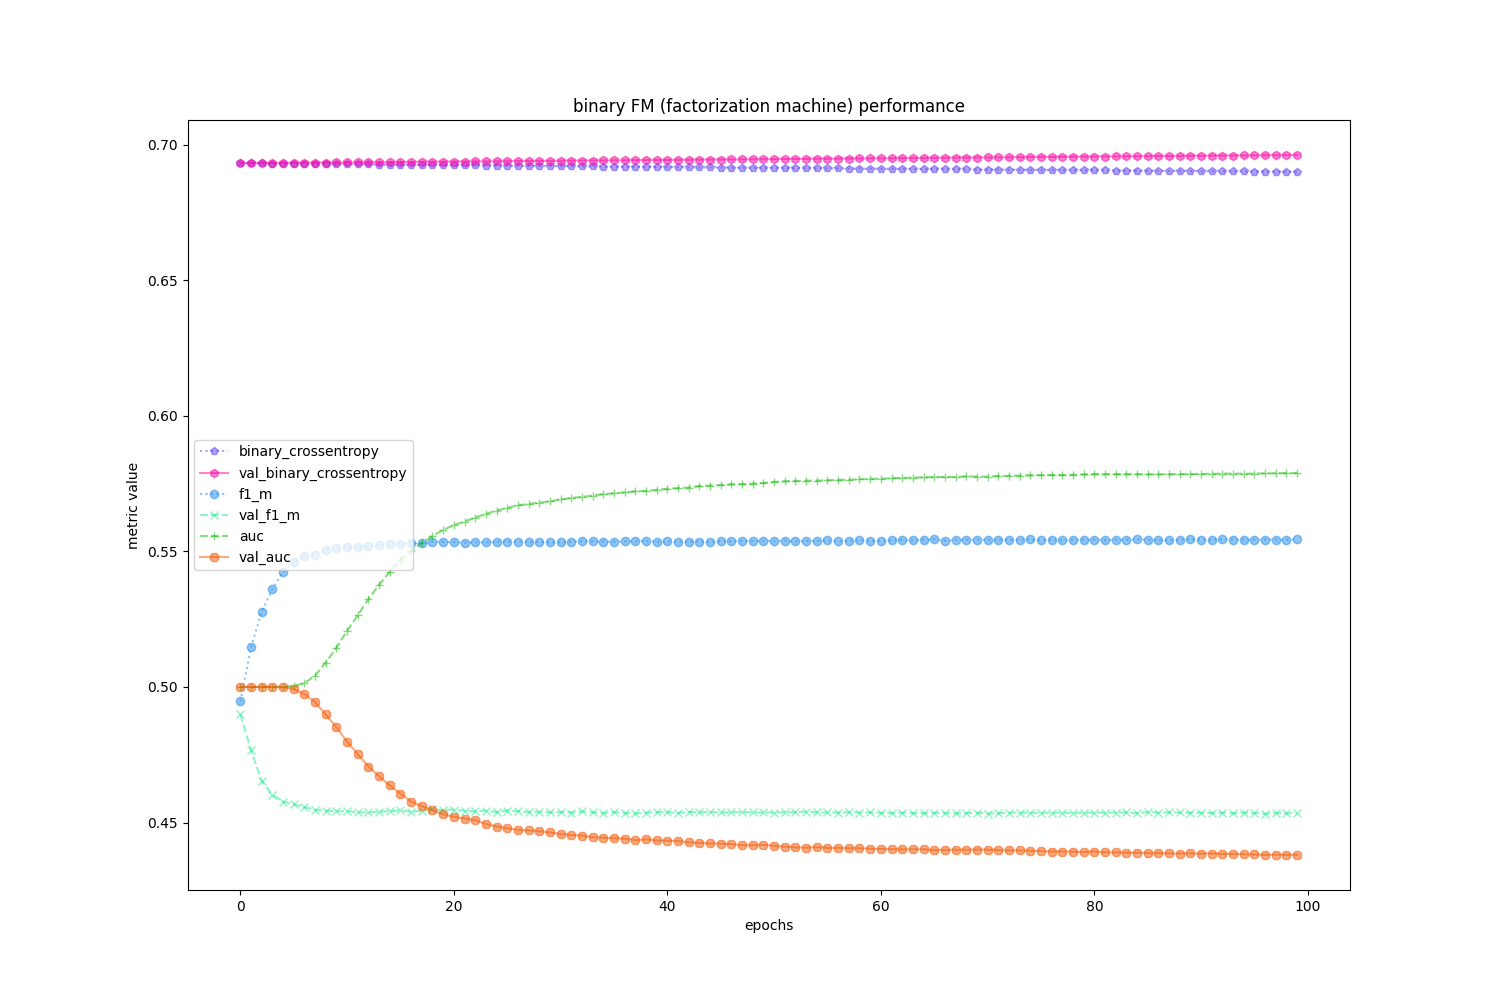 binary FM (factorization machine) performance
0.70
0.65
0.60
0.55
0.50
0.45
metric value
binary_crossentropy
val_binary_crossentropy
f1_m
val_f1_m
auc
val_auc
0
20
40
60
80
100
epochs